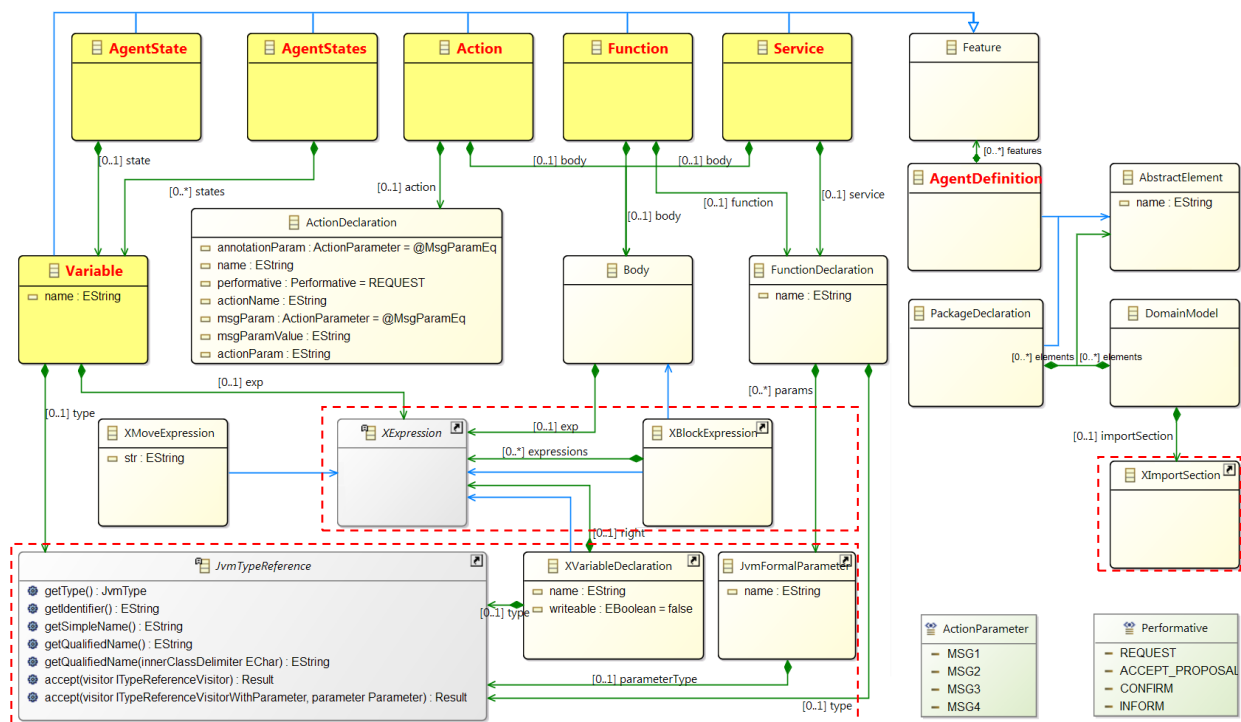 AgentState
AgentStates
Action
Function
Service
Feature
[0..1] state
[0..*] states
[0..1] action
[0..1] body
[0..1] body
[0..1] function
[0..1] body
[0..1] service
[0..*] features
AgentDefinition
AbstractElement
name : EString
ActionDeclaration
annotationParam : ActionParameter = @MsgParamEq
name : EString
performative : Performative = REQUEST
actionName : EString
msgParam : ActionParameter = @MsgParamEq
msgParamValue : EString
actionParam : EString
Variable
name : EString
Body
FunctionDeclaration
name : EString
PackageDeclaration
DomainModel
[0..*] elements
[0..*] elements
[0..1] exp
[0..*] params
[0..1] type
XMoveExpression
str : EString
XExpression
[0..1] exp
[0..*] expressions
XBlockExpression
[0..1] importSection
XImportSection
[0..1] right
JvmTypeReference
getType() : JvmType
getIdentifier() : EString
getSimpleName() : EString
getQualifiedName() : EString
getQualifiedName(innerClassDelimiter EChar) : EString
accept(visitor ITypeReferenceVisitor) : Result
accept(visitor ITypeReferenceVisitorWithParameter, parameter Parameter) : Result
[0..1] type
XVariableDeclaration
name : EString
writeable : EBoolean = false
JvmFormalParameter
name : EString
[0..1] parameterType
[0..1] type
ActionParameter
MSG1
MSG2
MSG3
MSG4
Performative
REQUEST
ACCEPT_PROPOSAL
CONFIRM
INFORM